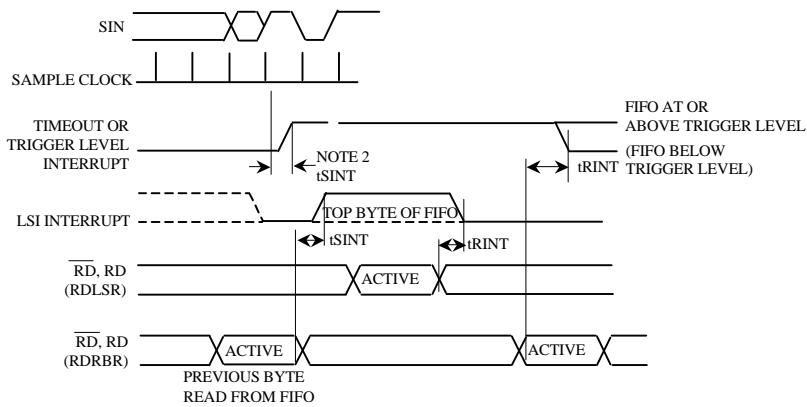 SIN
SAMPLE CLOCK
TIMEOUT OR
TRIGGER LEVEL
INTERRUPT
NOTE 2
tSINT
FIFO AT OR
ABOVE TRIGGER LEVEL
(FIFO BELOW
TRIGGER LEVEL)
tRINT
LSI INTERRUPT
TOP BYTE OF FIFO
tSINT
tRINT
RD, RD
(RDLSR)
ACTIVE
RD, RD
(RDRBR)
ACTIVE
ACTIVE
PREVIOUS BYTE
READ FROM FIFO